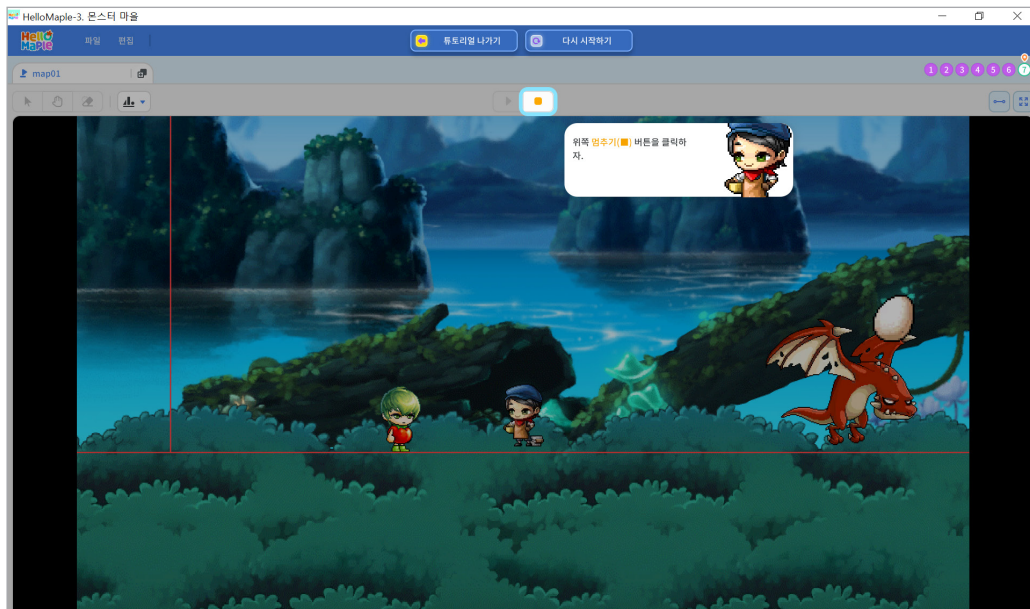 HelloMaple-3. 몬스터 마을
Hello Maple
파일 편집
튜토리얼 나가기
다시 시작하기
map01
1 2 3 4 5 6 7
위쪽 멈추기(■) 버튼을 클릭하
자.